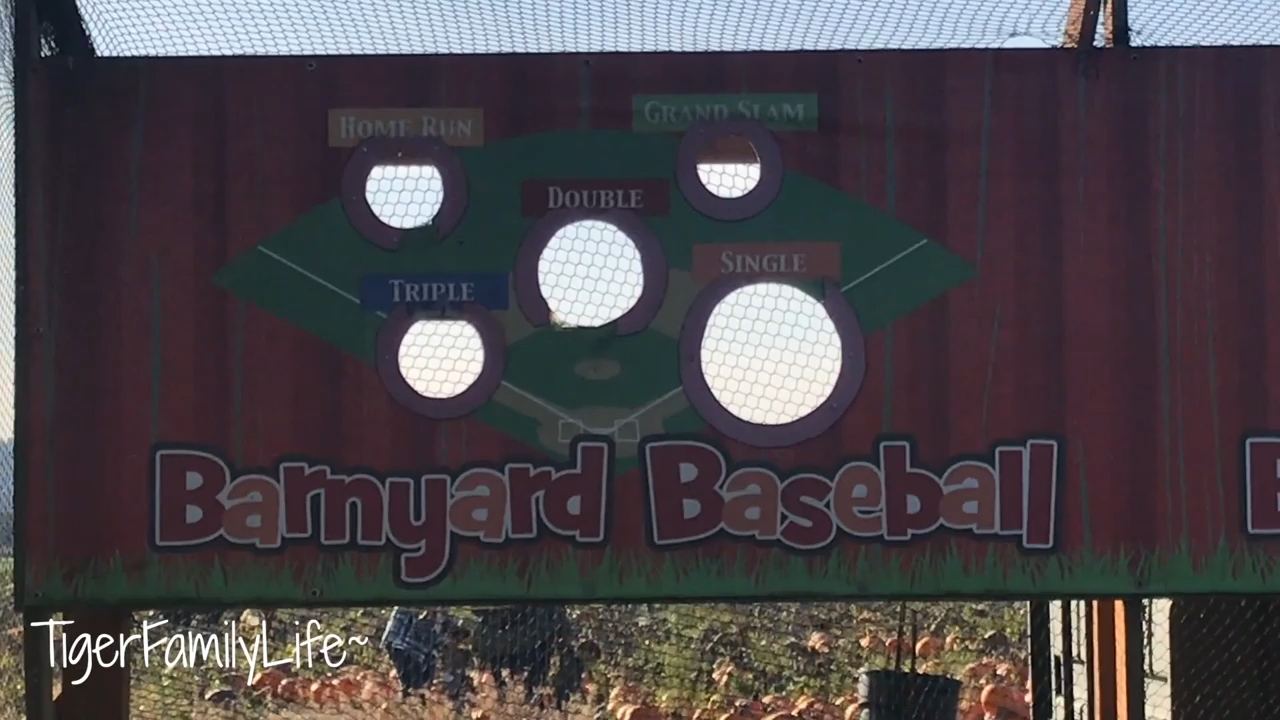 HOME RUN
GRAND SLAM
DOUBLE
SINGLE
TRIPLE
Barnyard Baseball
TigerFamilyLife~